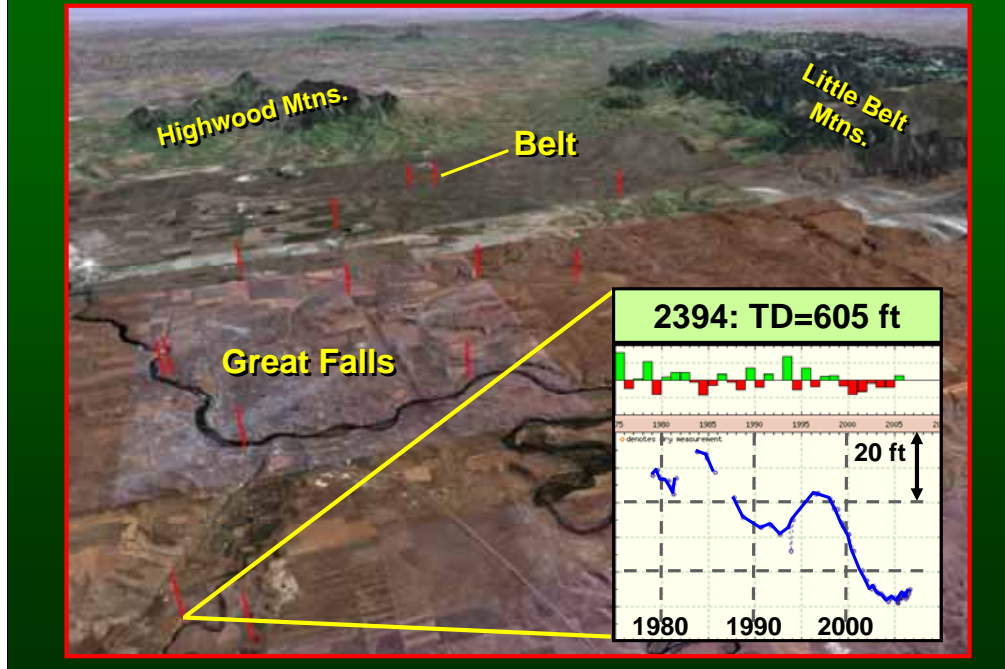 Highwood Mtns.
Little Belt
Mtns.
Belt
Great Falls
2394: TD=605 ft
75 1980 1985 1990 1995 2000 2005
denotes dry measurement
20 ft
1980 1990 2000